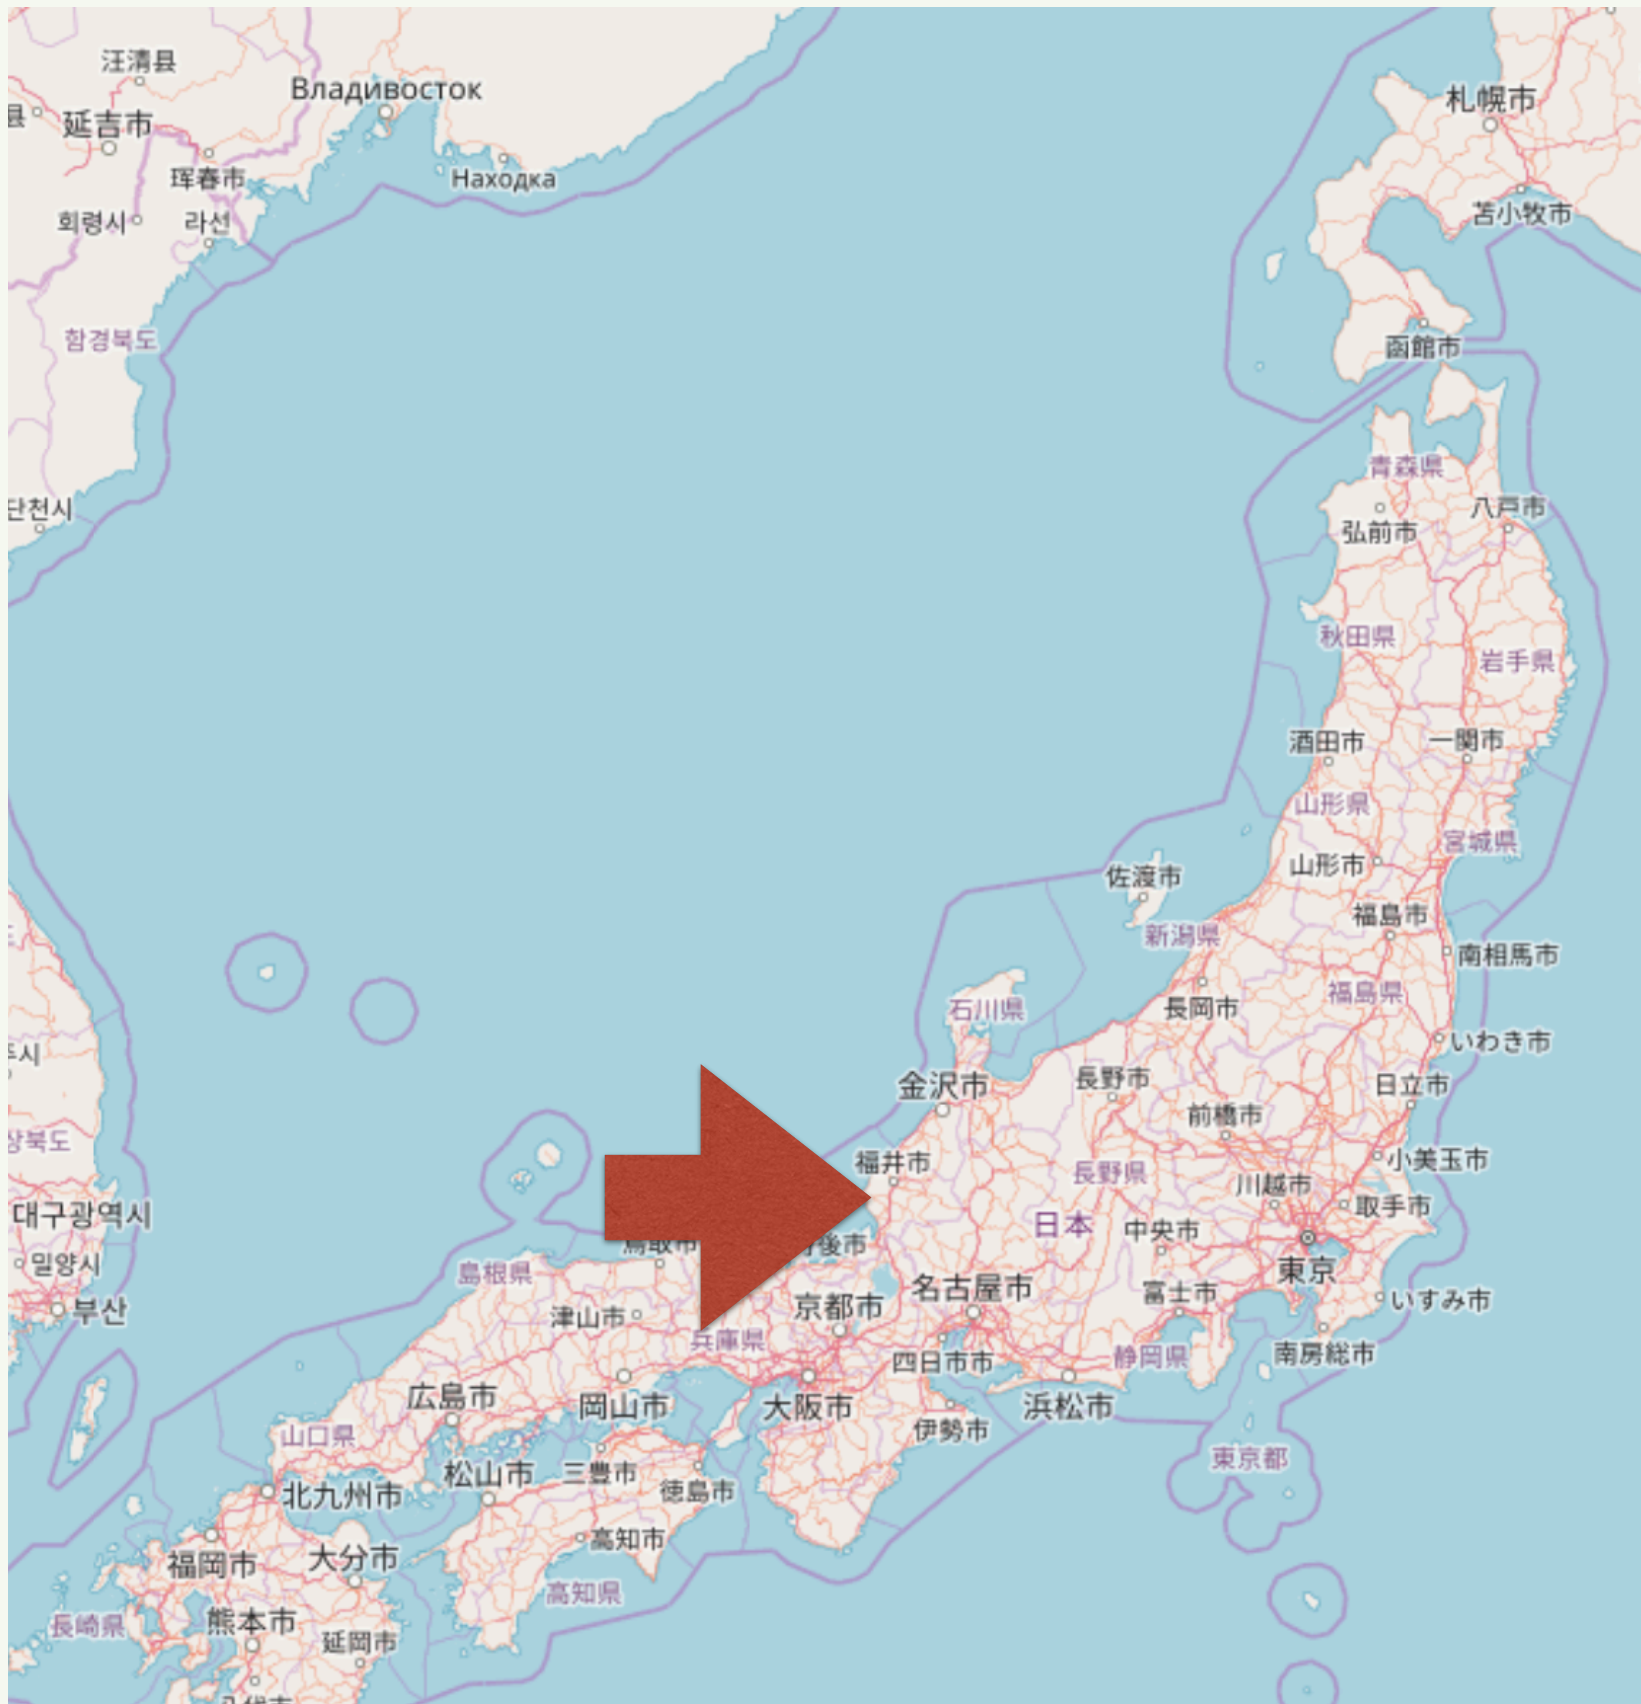 汪清县
Владивосток
札幌市
县
延吉市
珲春市
Находка
회령시
라선
苫小牧市
함경북도
函館市
青森県
단천시
八戸市
弘前市
秋田県
岩手県
酒田市
一関市
山形県
宮城県
山形市
佐渡市
福島市
新潟県
南相馬市
福島県
石川県
長岡市
いわき市
長野市
金沢市
日立市
前橋市
福井市
小美玉市
長野県
川越市
取手市
대구광역시
日本
中央市
鳥取市
後市
밀양시
島根県
東京
名古屋市
富士市
いすみ市
부산
津山市
京都市
兵庫県
四日市市
静岡県
南房総市
広島市
岡山市
大阪市
浜松市
伊勢市
山口県
東京都
松山市
三豊市
北九州市
徳島市
高知市
福岡市
大分市
高知県
長崎県
熊本市
延岡市